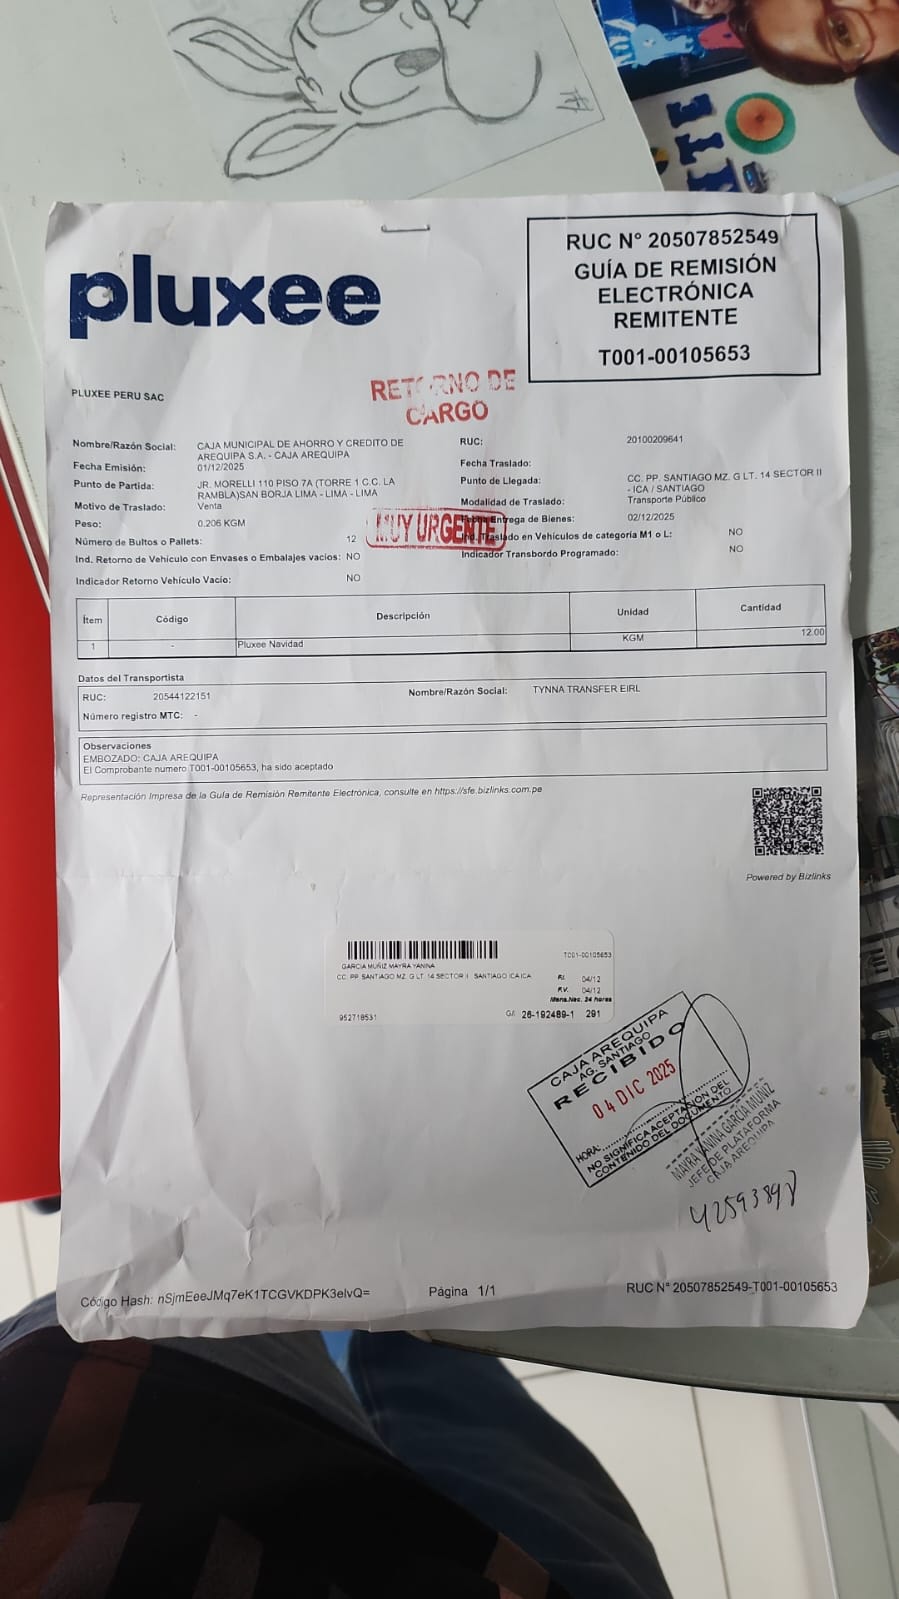 RUC N° 20507852549
GUÍA DE REMISIÓN
ELECTRÓNICA
REMITENTE
T001-00105653
pluxee
PLUXEE PERU SAC
RETORNO DE
CARGO
Nombre/Razón Social: CAJA MUNICIPAL DE AHORRO Y CREDITO DE
AREQUIPA S.A. - CAJA AREQUIPA
RUC: 20100209641
Fecha Emisión: 01/12/2025
Fecha Traslado:
Punto de Partida: JR. MORELLI 110 PISO 7A (TORRE 1 C.C. LA
RAMBLA)SAN BORJA LIMA - LIMA - LIMA
Punto de Llegada: CC. PP. SANTIAGO MZ. G LT. 14 SECTOR II
- ICA / SANTIAGO
Motivo de Traslado: Venta
Modalidad de Traslado: Transporte Público
Peso: 0.206 KGM
MUY URGENTE
Fecha Entrega de Bienes: 02/12/2025
Número de Bultos o Pallets: 12
Ind. Traslado en Vehículos de categoría M1 o L: NO
Ind. Retorno de Vehículo con Envases o Embalajes vacios: NO
Indicador Transbordo Programado: NO
Indicador Retorno Vehículo Vacío: NO
Ítem Código Descripción Unidad Cantidad
1 - Pluxee Navidad KGM 12.00
Datos del Transportista
RUC: 20544122151 Nombre/Razón Social: TYNNA TRANSFER EIRL
Número registro MTC: -
Observaciones
EMBOZADO: CAJA AREQUIPA
El Comprobante numero T001-00105653, ha sido aceptado
Representación Impresa de la Guía de Remisión Remitente Electrónica, consulte en https://sfe.bizlinks.com.pe
Powered by Bizlinks
T001-00105653
GARCIA MUÑIZ MAYRA YANINA
CC. PP. SANTIAGO MZ. G LT. 14 SECTOR II SANTIAGO ICA ICA
04/12
P.V. 04/12
Mens.Nac. 24 horas
952718531 G/: 26-192489-1 291
CAJA AREQUIPA
AG. SANTIAGO
RECIBIDO
04 DIC 2025
HORA:
NO SIGNIFICA ACEPTACION DEL
CONTENIDO DEL DOCUMENTO
MAYRA YANINA GARCIA MUÑIZ
JEFE DE PLATAFORMA
CAJA AREQUIPA
Código Hash: nSjmEeeJMq7eK1TCGVKDPK3elvQ=
Página 1/1
RUC N° 20507852549-T001-00105653